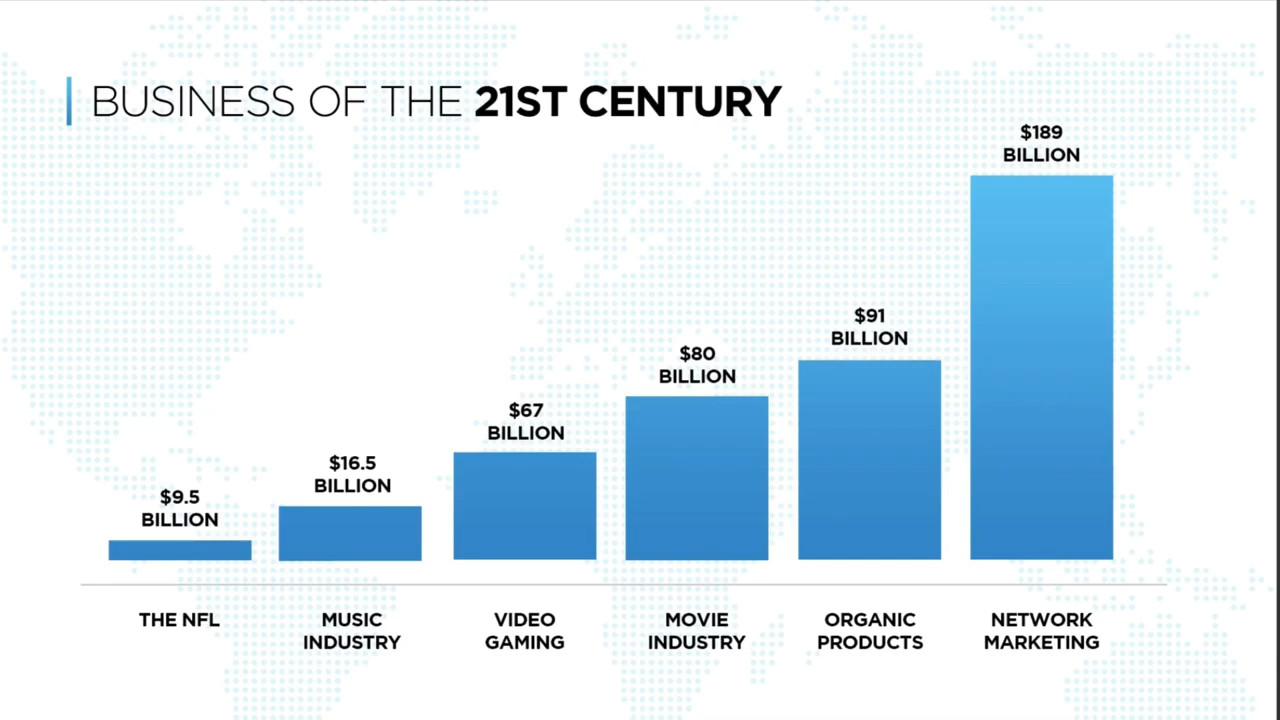 BUSINESS OF THE 21ST CENTURY
$9.5
BILLION
$16.5
BILLION
$67
BILLION
$80
BILLION
$91
BILLION
$189
BILLION
THE NFL
MUSIC
INDUSTRY
VIDEO
GAMING
MOVIE
INDUSTRY
ORGANIC
PRODUCTS
NETWORK
MARKETING